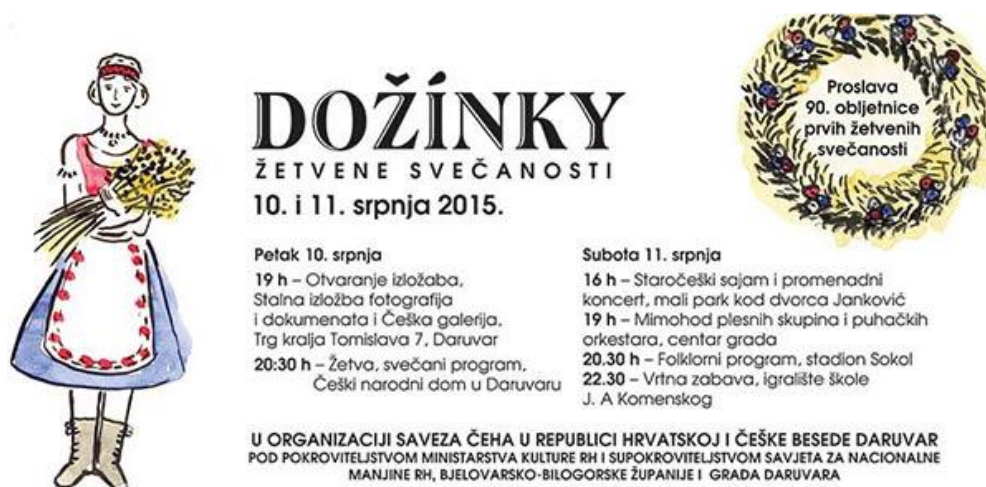 DOŽÍNKY
ŽETVENE SVEČANOSTI
10. i 11. srpnja 2015.
Proslava
90. obljetnice
prvih žetvenih
svečanosti
Petak 10. srpnja
19 h – Otvaranje izložaba,
Stalna izložba fotografija
i dokumenata i Češka galerija,
Trg kralja Tomislava 7, Daruvar
20:30 h – Žetva, svečani program,
Češki narodni dom u Daruvaru
Subota 11. srpnja
16 h – Staročeški sajam i promenadni
koncert, mali park kod dvorca Janković
19 h – Mimohod plesnih skupina i puhačkih
orkestara, centar grada
20.30 h – Folklorni program, stadion Sokol
22.30 – Vrtna zabava, igralište škole
J. A Komenskog
U ORGANIZACIJI SAVEZA ČEHA U REPUBLICI HRVATSKOJ I ČEŠKE BESEDE DARUVAR
POD POKROVITELJSTVOM MINISTARSTVA KULTURE RH I SUPOKROVITELJSTVOM SAVJETA ZA NACIONALNE
MANJINE RH, BJELOVARSKO-BILOGORSKE ŽUPANIJE I GRADA DARUVARA